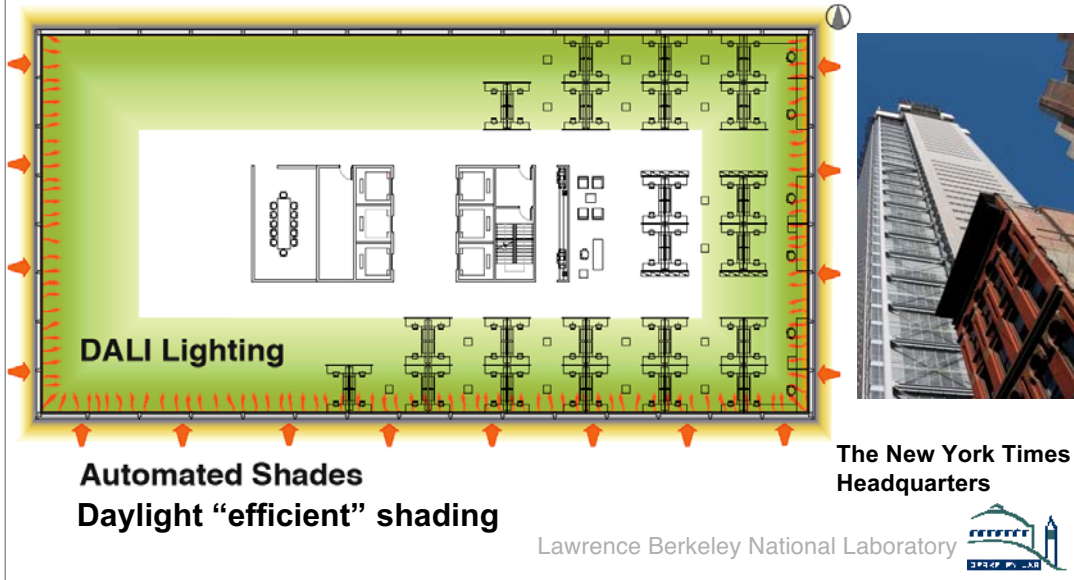 DALI Lighting
Automated Shades
Daylight “efficient” shading
The New York Times
Headquarters
Lawrence Berkeley National Laboratory